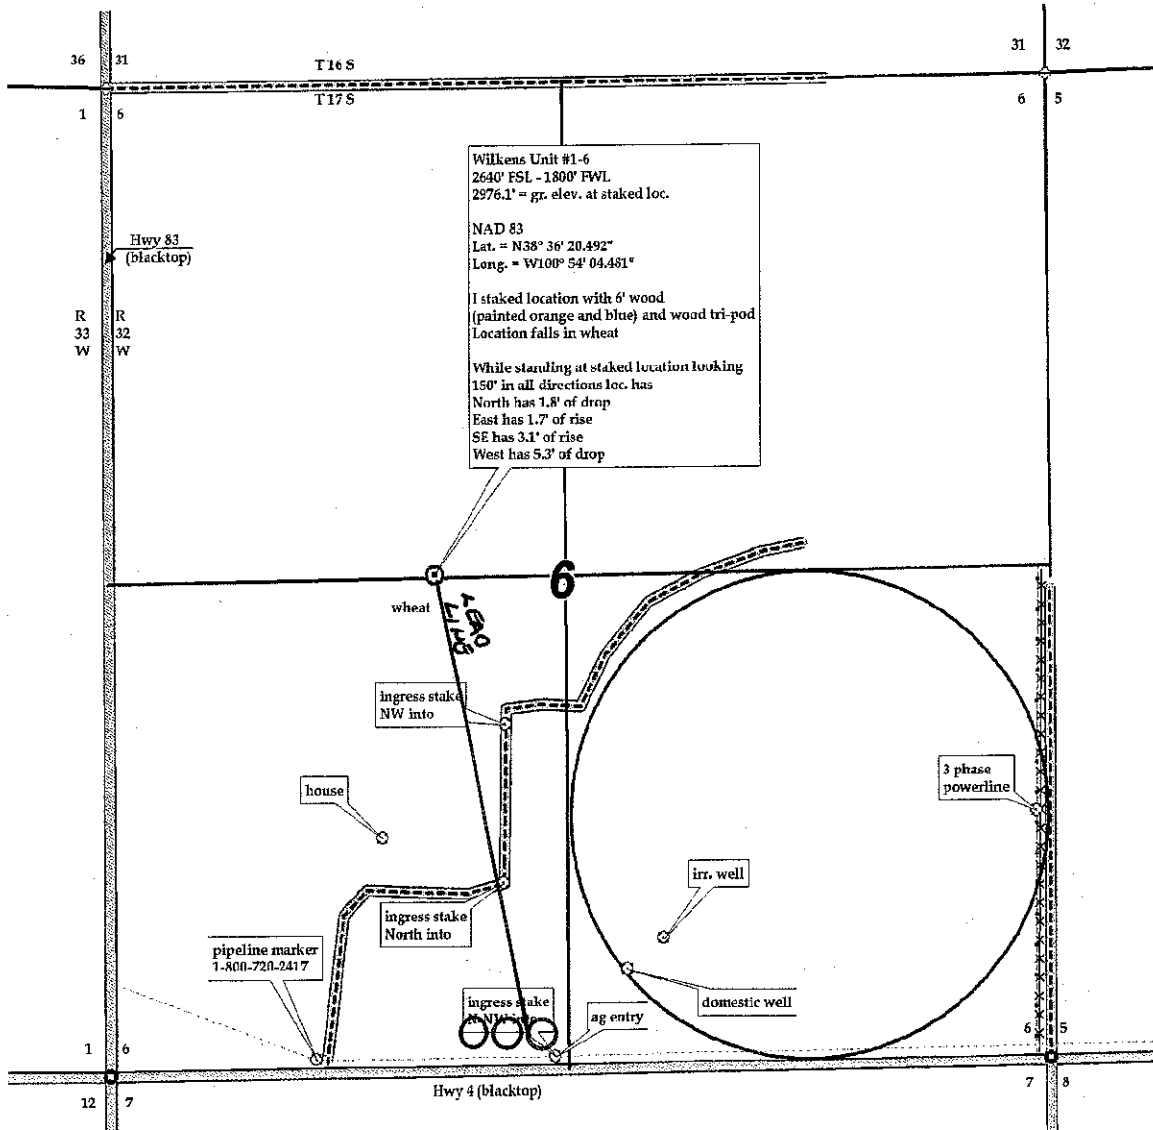 31 32
36 31
T 16 S
T 17 S
1 6
6 5
Wilkens Unit #1-6
2640' FSL - 1800' FWL
2976.1' = gr. elev. at staked loc.
NAD 83
Lat. = N38° 36' 20.492"
Long. = W100° 54' 04.481"
I staked location with 6' wood
(painted orange and blue) and wood tri-pod
Location falls in wheat
While standing at staked location looking
150' in all directions loc. has
North has 1.8' of drop
East has 1.7' of rise
SE has 3.1' of rise
West has 5.3' of drop
Hwy 83
(blacktop)
R R
33 32
W W
6
wheat
LEAD
LINE
ingress stake
NW into
house
3 phase
powerline
irr. well
ingress stake
North into
pipeline marker
1-800-720-2417
domestic well
ingress stake
N-NW into
ag entry
1 6
6 5
Hwy 4 (blacktop)
12 7
7 8